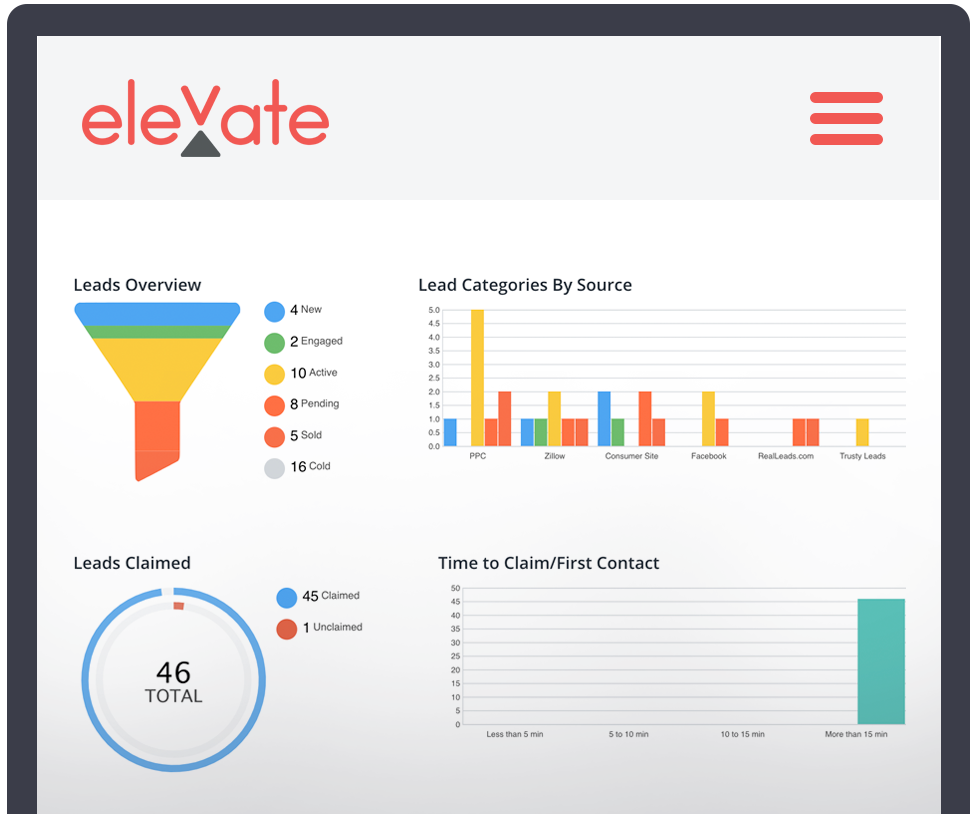 elevate
Leads Overview
4 New
2 Engaged
10 Active
8 Pending
5 Sold
16 Cold
Lead Categories By Source
5.0
4.5
4.0
3.5
3.0
2.5
2.0
1.5
1.0
0.5
0.0
PPC Zillow Consumer Site Facebook RealLeads.com Trusty Leads
Leads Claimed
46
TOTAL
45 Claimed
1 Unclaimed
Time to Claim/First Contact
50
45
40
35
30
25
20
15
10
5
0
Less than 5 min 5 to 10 min 10 to 15 min More than 15 min